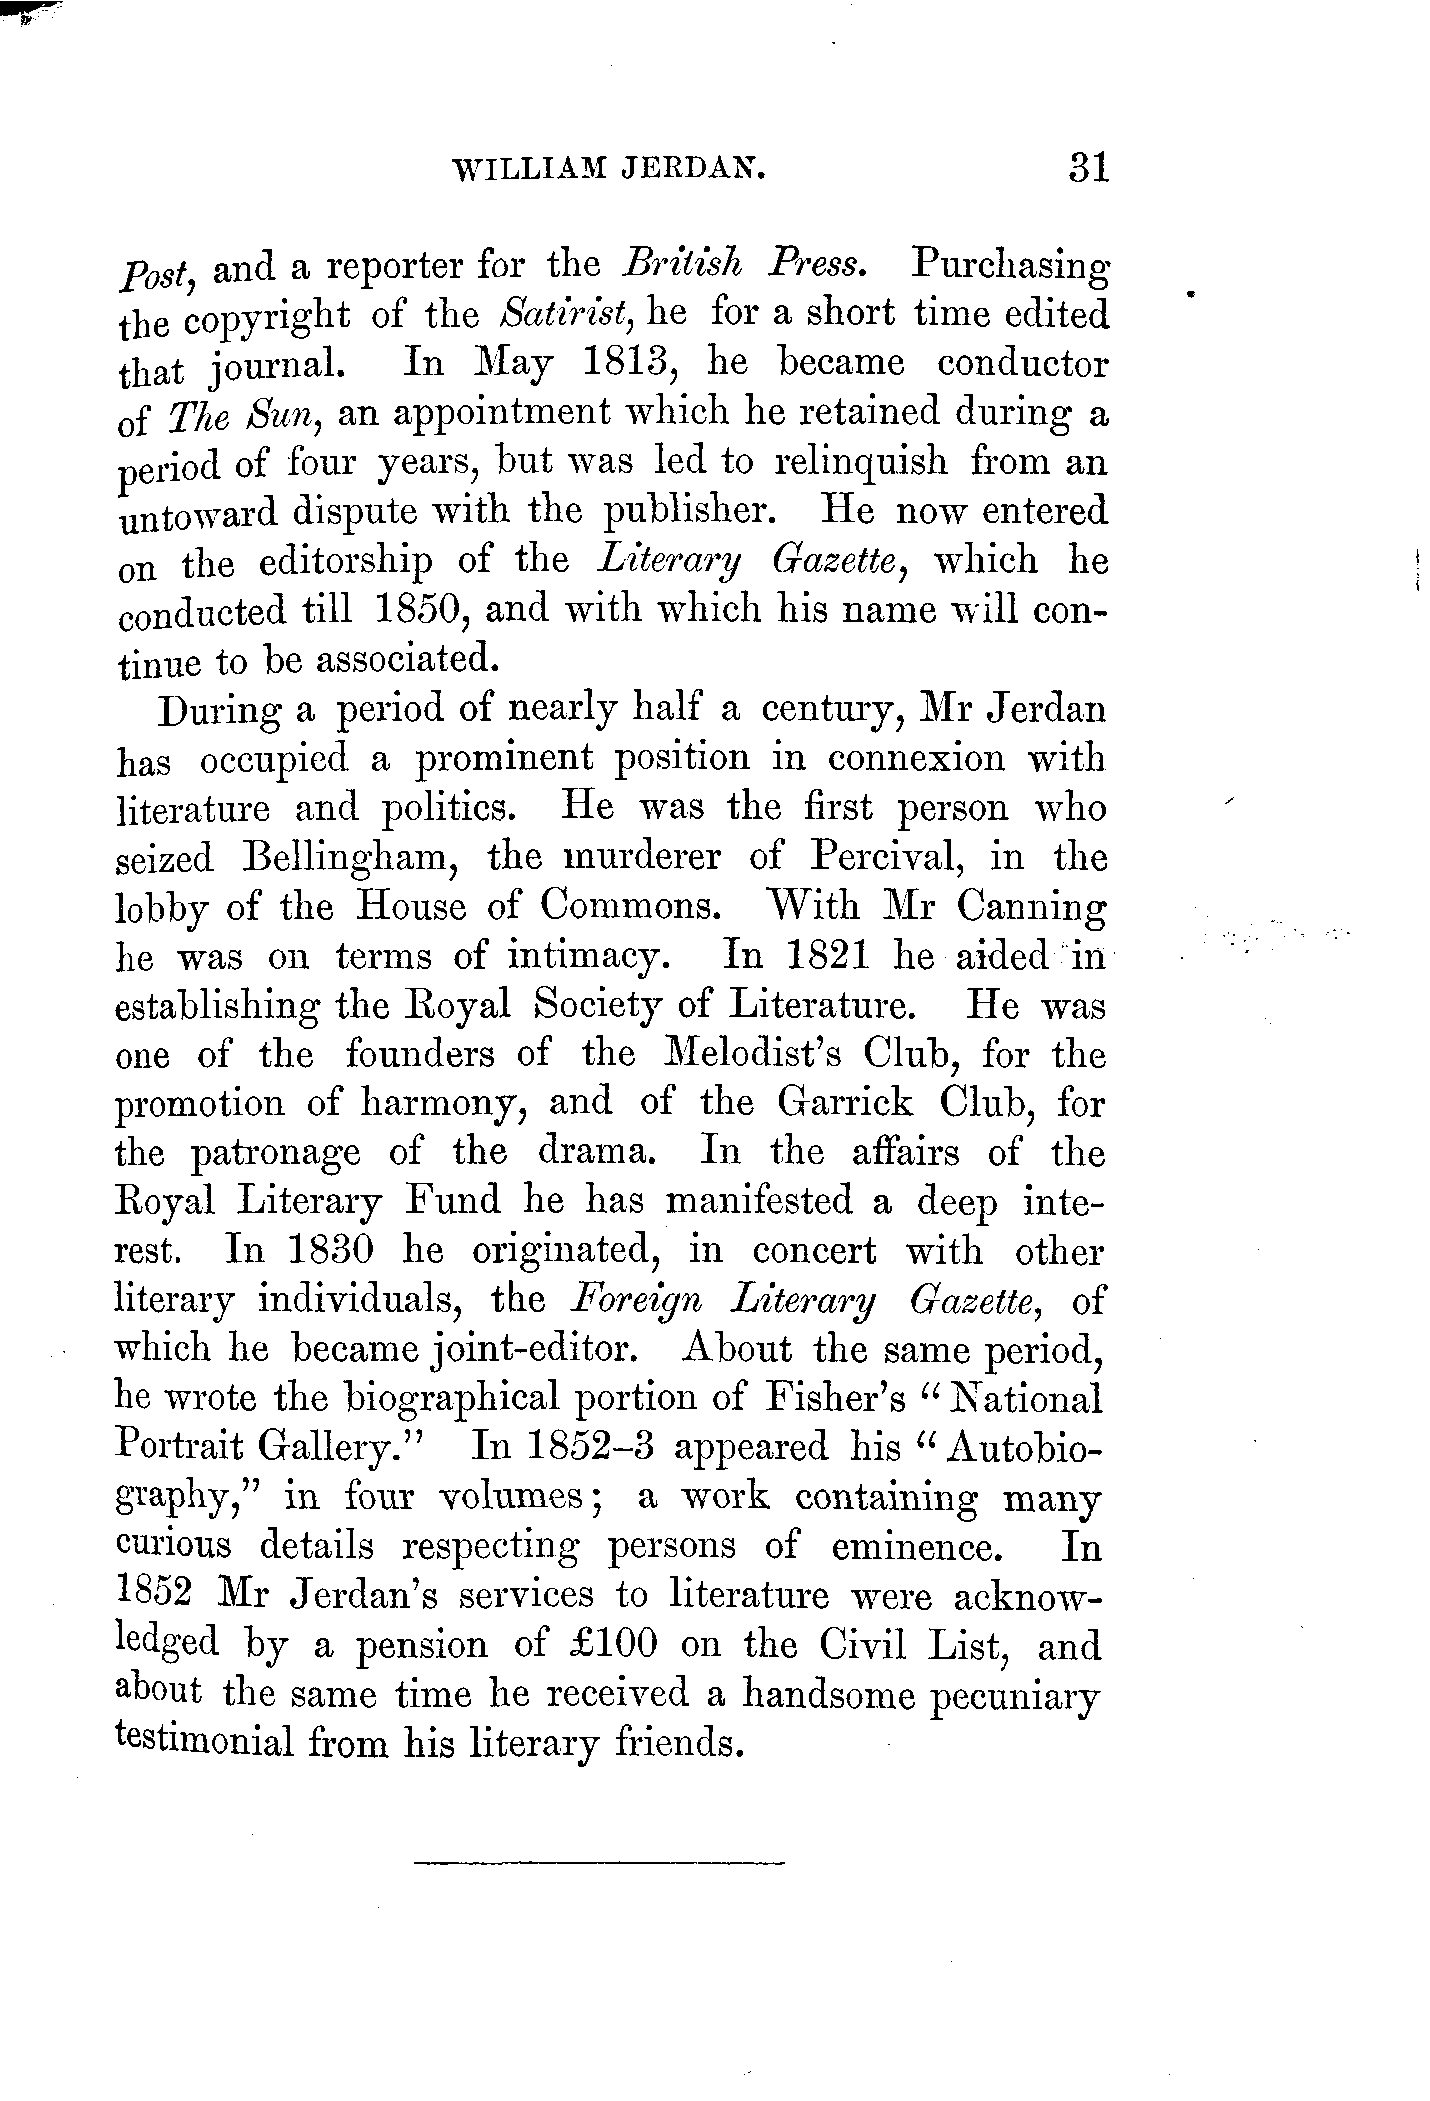 WILLIAM JERDAN. 31
Post, and a reporter for the British Press. Purchasing
the copyright of the Satirist, he for a short time edited
that journal. In May 1813, he became conductor
of The Sun, an appointment which he retained during a
period of four years, but was led to relinquish from an
untoward dispute with the publisher. He now entered
on the editorship of the Literary Gazette, which he
conducted till 1850, and with which his name will con-
tinue to be associated.
During a period of nearly half a century, Mr Jerdan
has occupied a prominent position in connexion with
literature and politics. He was the first person who
seized Bellingham, the murderer of Percival, in the
lobby of the House of Commons. With Mr Canning
he was on terms of intimacy. In 1821 he aided in
establishing the Royal Society of Literature. He was
one of the founders of the Melodist's Club, for the
promotion of harmony, and of the Garrick Club, for
the patronage of the drama. In the affairs of the
Royal Literary Fund he has manifested a deep inte-
rest. In 1830 he originated, in concert with other
literary individuals, the Foreign Literary Gazette, of
which he became joint-editor. About the same period,
he wrote the biographical portion of Fisher's "National
Portrait Gallery." In 1852–3 appeared his "Autobio-
graphy," in four volumes; a work containing many
curious details respecting persons of eminence. In
1852 Mr Jerdan's services to literature were acknow-
ledged by a pension of £100 on the Civil List, and
about the same time he received a handsome pecuniary
testimonial from his literary friends.